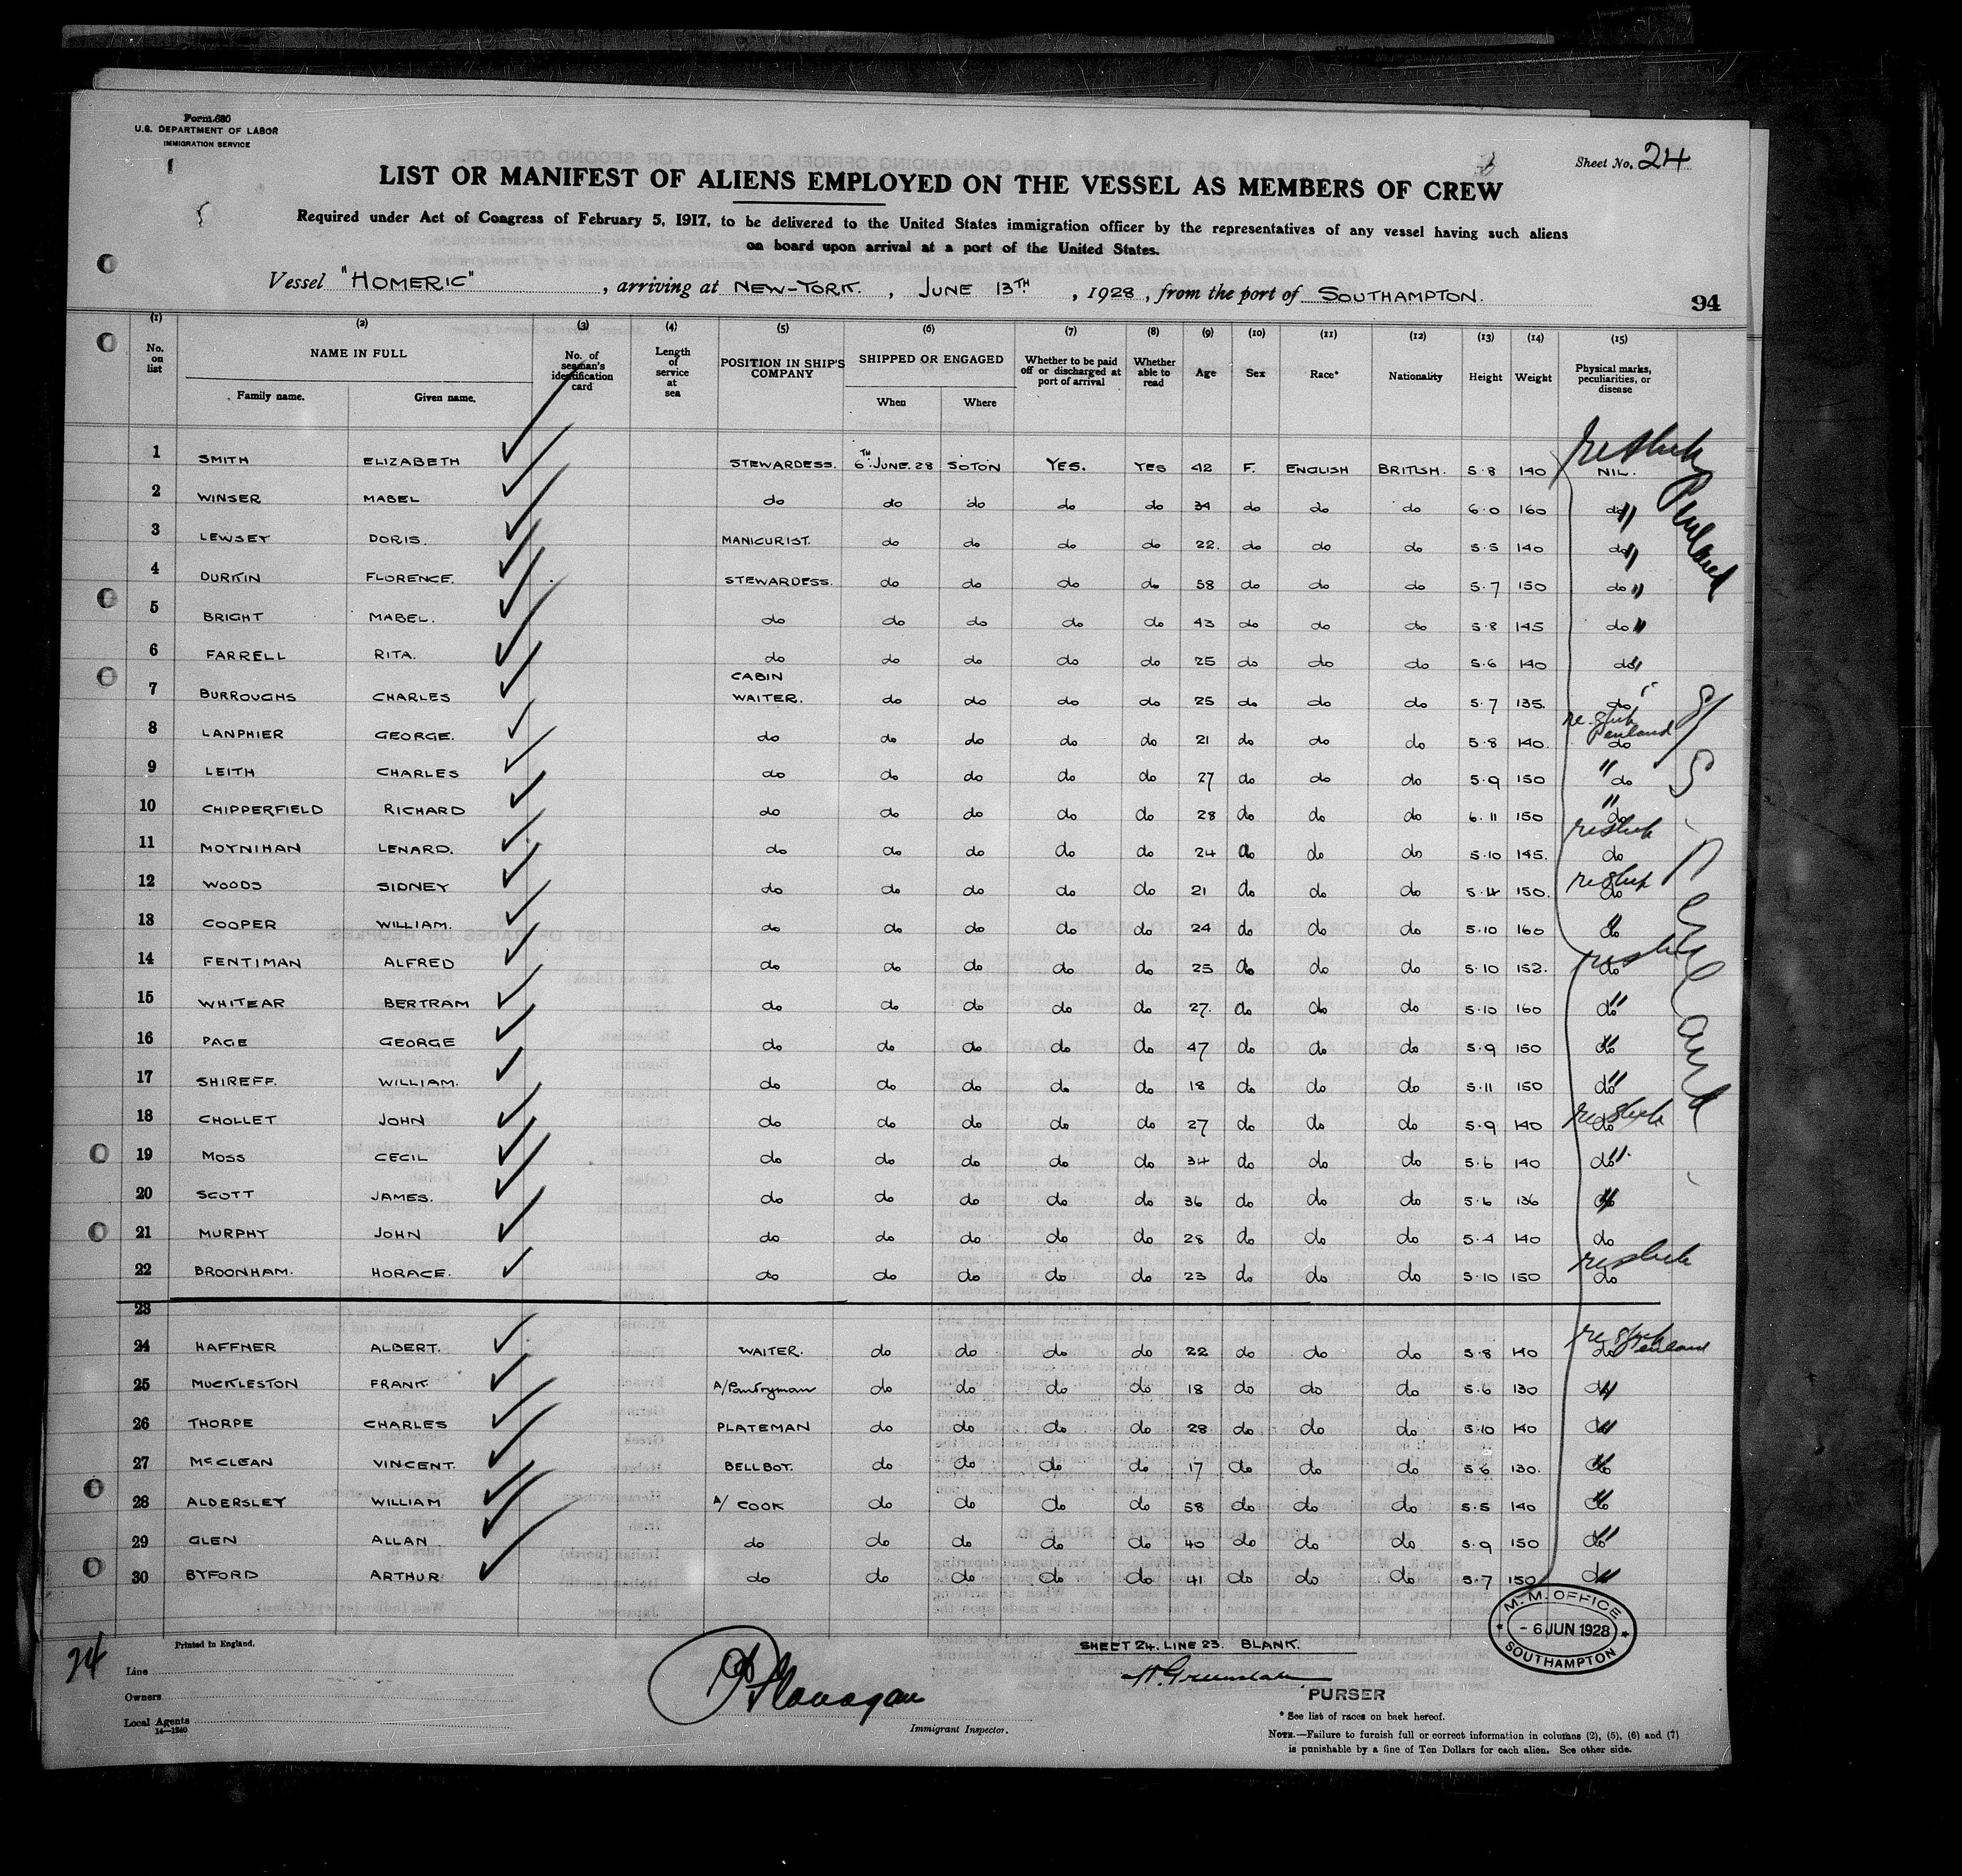 Form 680
U.S. DEPARTMENT OF LABOR
IMMIGRATION SERVICE
Sheet No. 24
LIST OR MANIFEST OF ALIENS EMPLOYED ON THE VESSEL AS MEMBERS OF CREW
Required under Act of Congress of February 5, 1917, to be delivered to the United States immigration officer by the representatives of any vessel having such aliens
on board upon arrival at a port of the United States.
Vessel "HOMERIC", arriving at NEW-YORK., JUNE 13TH, 1928, from the port of SOUTHAMPTON.
94
(1) (2) (3) (4) (5) (6) (7) (8) (9) (10) (11) (12) (13) (14) (15)
No. on list NAME IN FULL Family name. Given name. No. of seaman's identification card Length of service at sea POSITION IN SHIP'S COMPANY SHIPPED OR ENGAGED When Where Whether to be paid off or discharged at port of arrival Whether able to read Age Sex Race* Nationality Height Weight Physical marks, peculiarities, or disease
1 SMITH ELIZABETH STEWARDESS. 6TH JUNE.28 SOTON YES. YES 42 F. ENGLISH BRITISH. 5.8 140 NIL.
2 WINSER MABEL do do do do do 34 do do do 6.0 160 do "
3 LEWSEY DORIS. MANICURIST. do do do do 22. do do do 5.5 140 do "
4 DURKIN FLORENCE. STEWARDESS. do do do do 58 do do do 5.7 150 do "
5 BRIGHT MABEL. do do do do do 43 do do do 5.8 145 do "
6 FARRELL RITA. do do do do do 25 do do do 5.6 140 do "
7 BURROUGHS CHARLES CABIN WAITER. do do do do 25 do do do 5.7 135. do "
8 LANPHIER GEORGE. do do do do do 21 do do do 5.8 140. do Penland
9 LEITH CHARLES do do do do do 27 do do do 5.9 150 " do
10 CHIPPERFIELD RICHARD do do do do do 28 do do do 6.11 150 " do
11 MOYNIHAN LENARD. do do do do do 24 do do do 5.10 145. do
12 WOODS SIDNEY do do do do do 21 do do do 5.4 150. do
13 COOPER WILLIAM. do do do do do 24 do do do 5.10 160 do
14 FENTIMAN ALFRED do do do do do 25 do do do 5.10 152. do
15 WHITEAR BERTRAM do do do do do 27. do do do 5.10 160 do "
16 PAGE GEORGE do do do do do 47 do do do 5.9 150 do "
17 SHIREFF. WILLIAM. do do do do do 18 do do do 5.11 150 do "
18 CHOLLET JOHN do do do do do 27 do do do 5.9 140 do
19 MOSS CECIL do do do do do 34 do do do 5.6 140 do "
20 SCOTT JAMES. do do do do do 36 do do do 5.6 136 do "
21 MURPHY JOHN do do do do do 28 do do do 5.4 140 do
22 BROONHAM. HORACE. do do do do do 23 do do do 5.10 150 do
23
24 HAFFNER ALBERT. WAITER. do do do do 22 do do do 5.8 140 do Penland
25 MUCKLESTON FRANK. A/Pantryman do do do do 18 do do do 5.6 130 do "
26 THORPE CHARLES PLATEMAN do do do do 28 do do do 5.10 140 do "
27 McCLEAN VINCENT. BELLBOY. do do do do 17 do do do 5.6 130. do "
28 ALDERSLEY WILLIAM A/ COOK do do do do 58 do do do 5.5 140 do "
29 GLEN ALLAN do do do do do 40 do do do 5.9 150 do "
30 BYFORD ARTHUR do do do do do 41 do do do 5.7 150 do "
Penland
S/S. Penland
M.M. OFFICE
- 6 JUN 1928
SOUTHAMPTON
24
Printed in England.
SHEET 24. LINE 23. BLANK.
Line
Owners
Local Agents
14—1240
Immigrant Inspector.
PURSER
* See list of races on back hereof.
NOTE.—Failure to furnish full or correct information in columns (2), (5), (6) and (7)
is punishable by a fine of Ten Dollars for each alien. See other side.